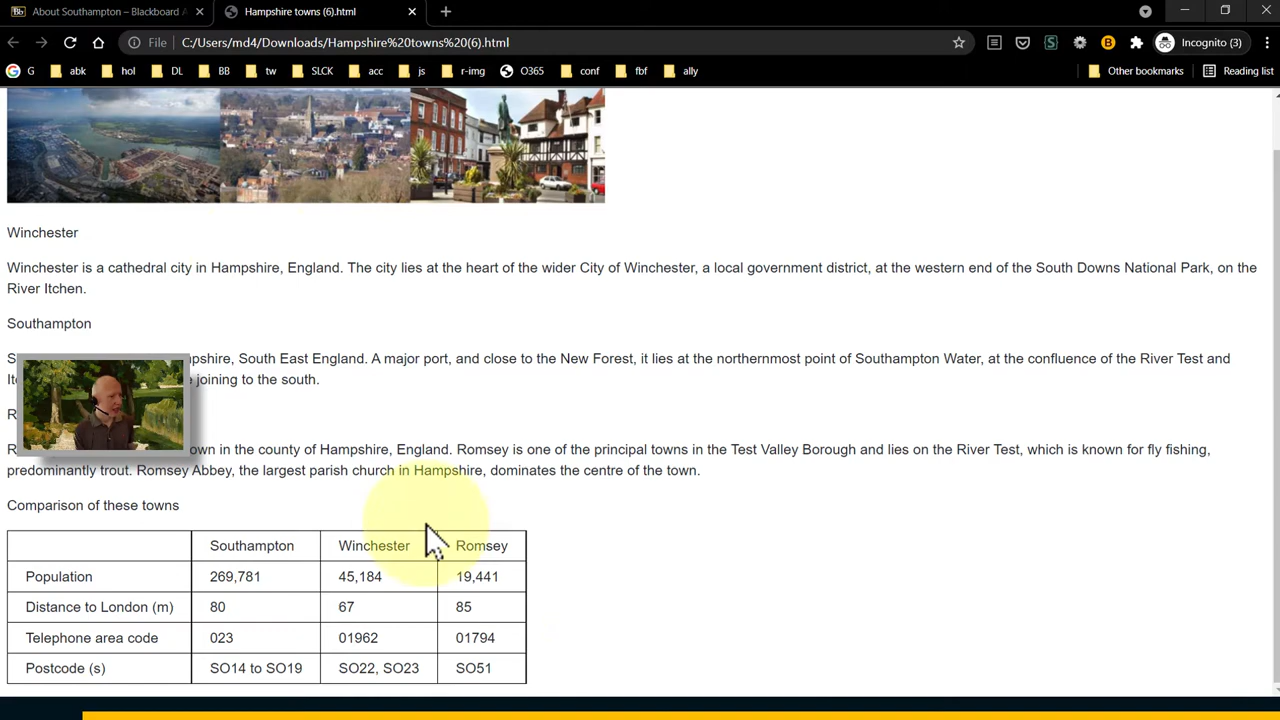 About Southampton – Blackboard
Hampshire towns (6).html
File C:/Users/md4/Downloads/Hampshire%20towns%20(6).html
Incognito (3)
G abk hol DL BB tw SLCK acc js r-img O365 conf fbf ally Other bookmarks Reading list
Winchester
Winchester is a cathedral city in Hampshire, England. The city lies at the heart of the wider City of Winchester, a local government district, at the western end of the South Downs National Park, on the
River Itchen.
Southampton
pshire, South East England. A major port, and close to the New Forest, it lies at the northernmost point of Southampton Water, at the confluence of the River Test and
joining to the south.
own in the county of Hampshire, England. Romsey is one of the principal towns in the Test Valley Borough and lies on the River Test, which is known for fly fishing,
predominantly trout. Romsey Abbey, the largest parish church in Hampshire, dominates the centre of the town.
Comparison of these towns
Southampton Winchester Romsey
Population 269,781 45,184 19,441
Distance to London (m) 80 67 85
Telephone area code 023 01962 01794
Postcode (s) SO14 to SO19 SO22, SO23 SO51